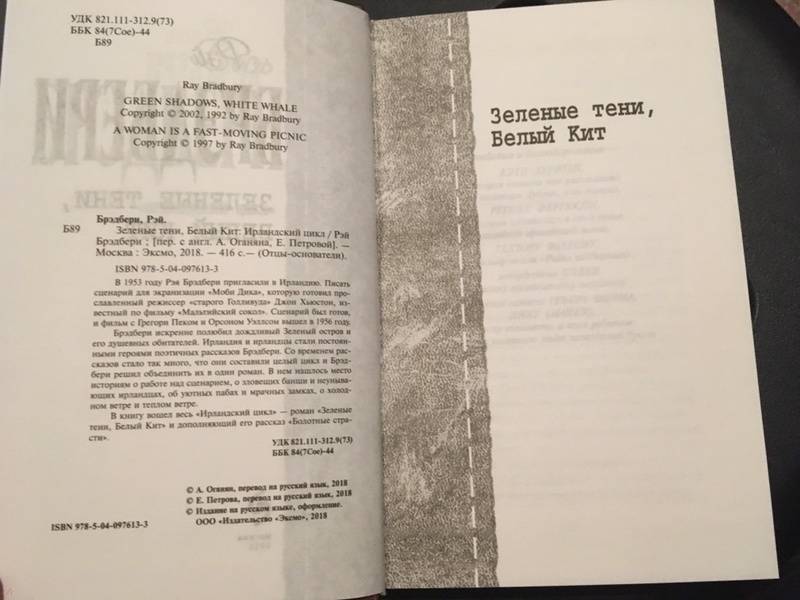 УДК 821.111-312.9(73)
ББК 84(7Сое)-44
Б89
Ray Bradbury
GREEN SHADOWS, WHITE WHALE
Copyright © 2002, 1992 by Ray Bradbury
A WOMAN IS A FAST-MOVING PICNIC
Copyright © 1997 by Ray Bradbury
Брэдбери, Рэй.
Б89 Зеленые тени, Белый Кит: Ирландский цикл / Рэй
Брэдбери ; [пер. с англ. А. Оганяна, Е. Петровой]. —
Москва : Эксмо, 2018. — 416 с.— (Отцы-основатели).
ISBN 978-5-04-097613-3
В 1953 году Рэя Брэдбери пригласили в Ирландию. Писать
сценарий для экранизации «Моби Дика», которую готовил про-
славленный режиссер «старого Голливуда» Джон Хьюстон, из-
вестный по фильму «Мальтийский сокол». Сценарий был готов,
и фильм с Грегори Пеком и Орсоном Уэллсом вышел в 1956 году.
Брэдбери искренне полюбил дождливый Зеленый остров и
его душевных обитателей. Ирландия и ирландцы стали постоян-
ными героями поэтичных рассказов Брэдбери. Со временем рас-
сказов стало так много, что они составили целый цикл и Брэд-
бери решил объединить их в один роман. В нем нашлось место
историям о работе над сценарием, о зловещих банши и неуныва-
ющих ирландцах, об уютных пабах и мрачных замках, о холод-
ном ветре и теплом ветре.
В книгу вошел весь «Ирландский цикл» — роман «Зеленые
тени, Белый Кит» и дополняющий его рассказ «Болотные стра-
сти».
УДК 821.111-312.9(73)
ББК 84(7Сое)-44
© А. Оганян, перевод на русский язык, 2018
© Е. Петрова, перевод на русский язык, 2018
© Издание на русском языке, оформление.
ООО «Издательство «Эксмо», 2018
ISBN 978-5-04-097613-3
Зеленые тени,
Белый Кит